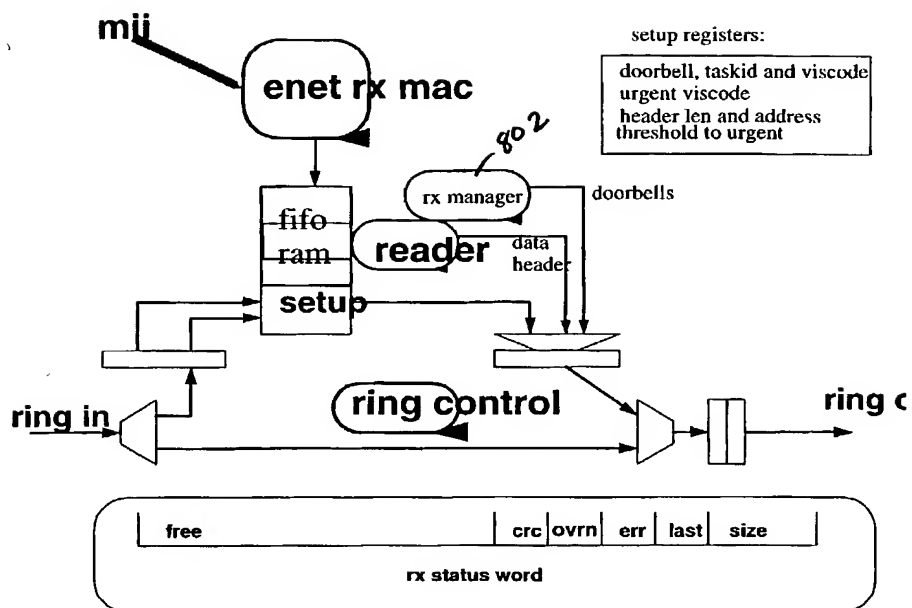 mii
setup registers:
enet rx mac
doorbell, taskid and viscode
urgent viscode
header len and address
threshold to urgent
802
rx manager
doorbells
fifo
ram
reader
data
header
setup
ring in
ring control
ring c
free
crc
ovrn
err
last
size
rx status word